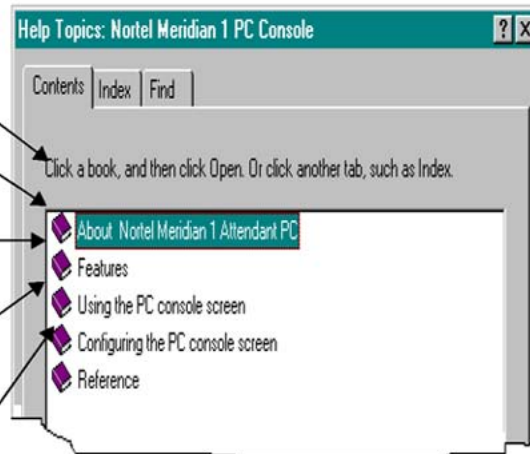 Help Topics: Nortel Meridian 1 PC Console
Contents Index Find
Click a book, and then click Open. Or click another tab, such as Index.
About Nortel Meridian 1 Attendant PC
Features
Using the PC console screen
Configuring the PC console screen
Reference